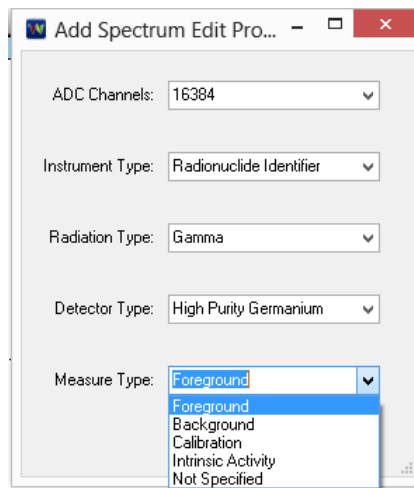 Add Spectrum Edit Pro...
ADC Channels: 16384
Instrument Type: Radionuclide Identifier
Radiation Type: Gamma
Detector Type: High Purity Germanium
Measure Type: Foreground
Foreground
Background
Calibration
Intrinsic Activity
Not Specified